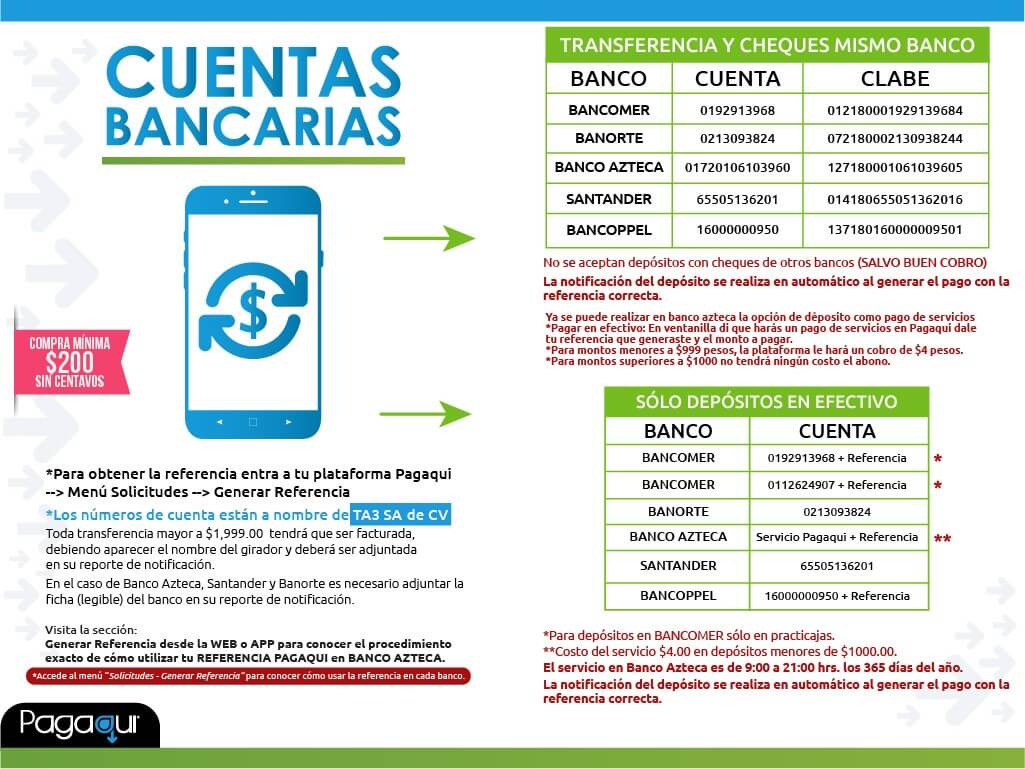 CUENTAS
BANCARIAS
$
COMPRA MÍNIMA
$200
SIN CENTAVOS
*Para obtener la referencia entra a tu plataforma Pagaqui
--> Menú Solicitudes --> Generar Referencia
*Los números de cuenta están a nombre de TA3 SA de CV
Toda transferencia mayor a $1,999.00 tendrá que ser facturada,
debiendo aparecer el nombre del girador y deberá ser adjuntada
en su reporte de notificación.
En el caso de Banco Azteca, Santander y Banorte es necesario adjuntar la
ficha (legible) del banco en su reporte de notificación.
Visita la sección:
Generar Referencia desde la WEB o APP para conocer el procedimiento
exacto de cómo utilizar tu REFERENCIA PAGAQUI en BANCO AZTECA.
*Accede al menú "Solicitudes - Generar Referencia" para conocer cómo usar la referencia en cada banco.
Pagaqui
TRANSFERENCIA Y CHEQUES MISMO BANCO
BANCO CUENTA CLABE
BANCOMER 0192913968 012180001929139684
BANORTE 0213093824 072180002130938244
BANCO AZTECA 01720106103960 127180001061039605
SANTANDER 65505136201 014180655051362016
BANCOPPEL 16000000950 137180160000009501
No se aceptan depósitos con cheques de otros bancos (SALVO BUEN COBRO)
La notificación del depósito se realiza en automático al generar el pago con la
referencia correcta.
Ya se puede realizar en banco azteca la opción de déposito como pago de servicios
*Pagar en efectivo: En ventanilla di que harás un pago de servicios en Pagaqui dale
tu referencia que generaste y el monto a pagar.
*Para montos menores a $999 pesos, la plataforma le hará un cobro de $4 pesos.
*Para montos superiores a $1000 no tendrá ningún costo el abono.
SÓLO DEPÓSITOS EN EFECTIVO
BANCO CUENTA
BANCOMER 0192913968 + Referencia *
BANCOMER 0112624907 + Referencia *
BANORTE 0213093824
BANCO AZTECA Servicio Pagaqui + Referencia **
SANTANDER 65505136201
BANCOPPEL 16000000950 + Referencia
*Para depósitos en BANCOMER sólo en practicajas.
**Costo del servicio $4.00 en depósitos menores de $1000.00.
El servicio en Banco Azteca es de 9:00 a 21:00 hrs. los 365 días del año.
La notificación del depósito se realiza en automático al generar el pago con la
referencia correcta.